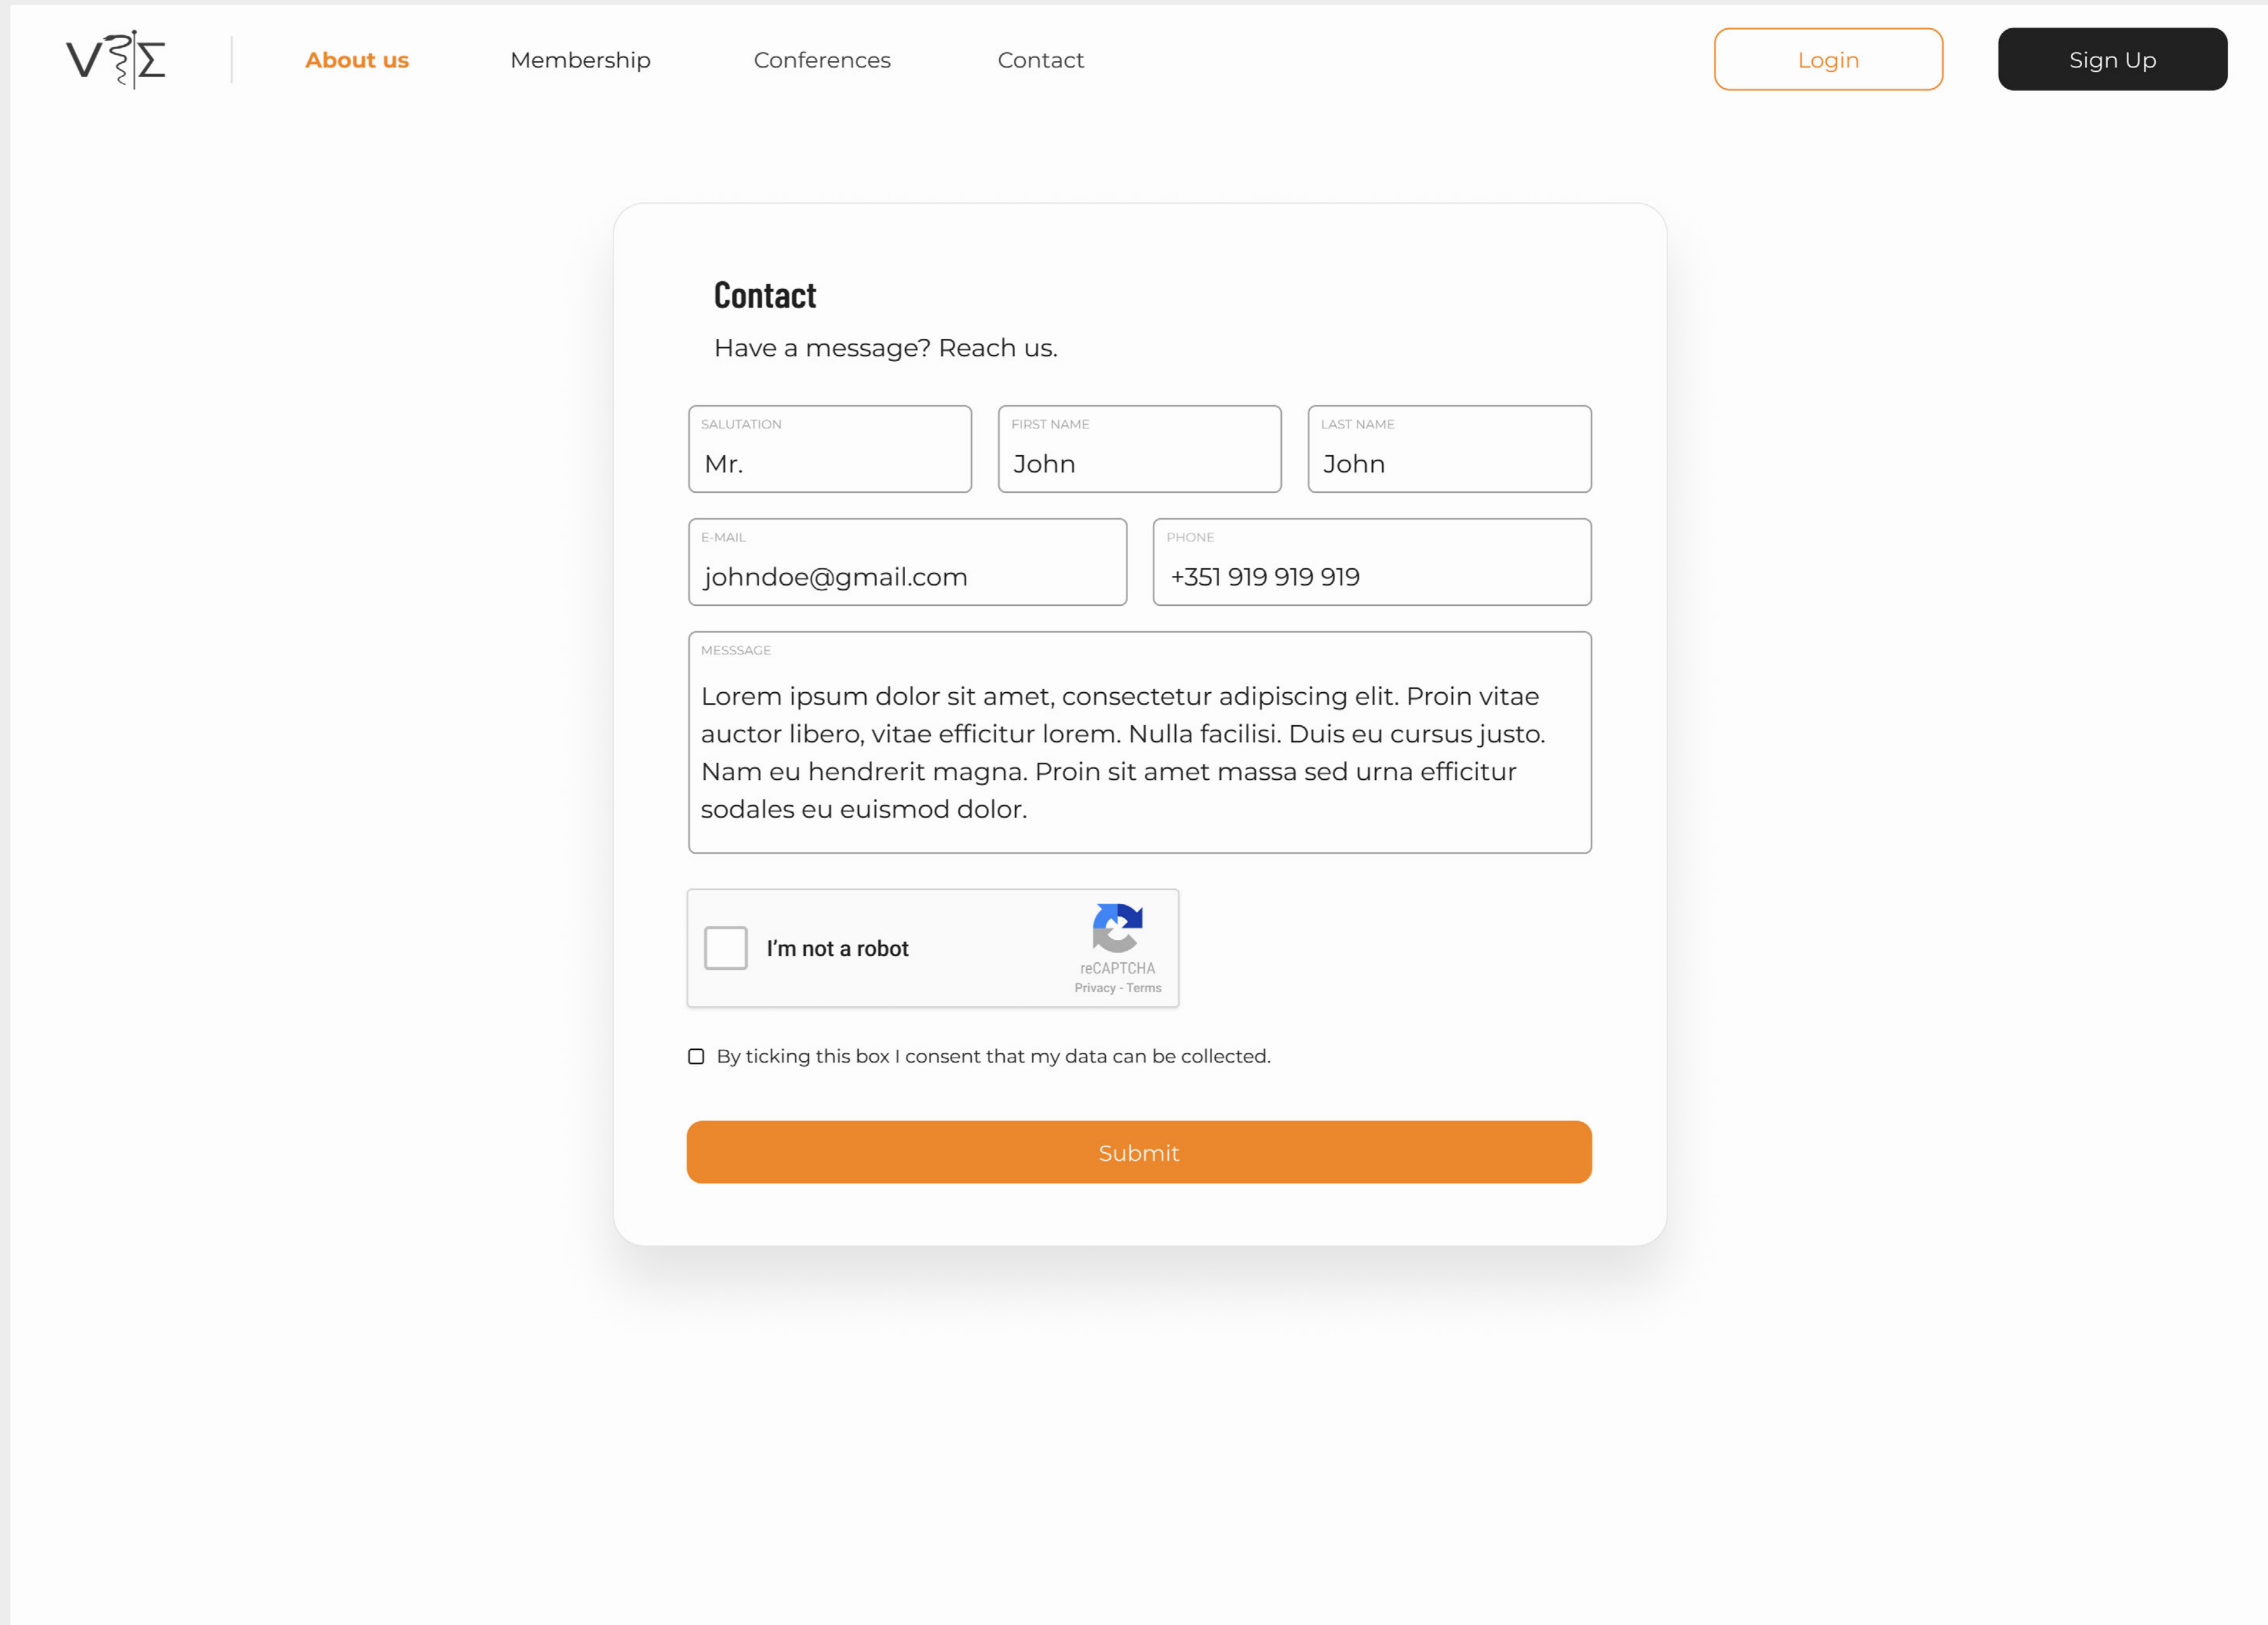 VΣ
About us
Membership
Conferences
Contact
Login
Sign Up
Contact
Have a message? Reach us.
SALUTATION
FIRST NAME
LAST NAME
Mr.
John
John
E-MAIL
PHONE
johndoe@gmail.com
+351 919 919 919
MESSSAGE
Lorem ipsum dolor sit amet, consectetur adipiscing elit. Proin vitae
auctor libero, vitae efficitur lorem. Nulla facilisi. Duis eu cursus justo.
Nam eu hendrerit magna. Proin sit amet massa sed urna efficitur
sodales eu euismod dolor.
I'm not a robot
reCAPTCHA
Privacy - Terms
By ticking this box I consent that my data can be collected.
Submit